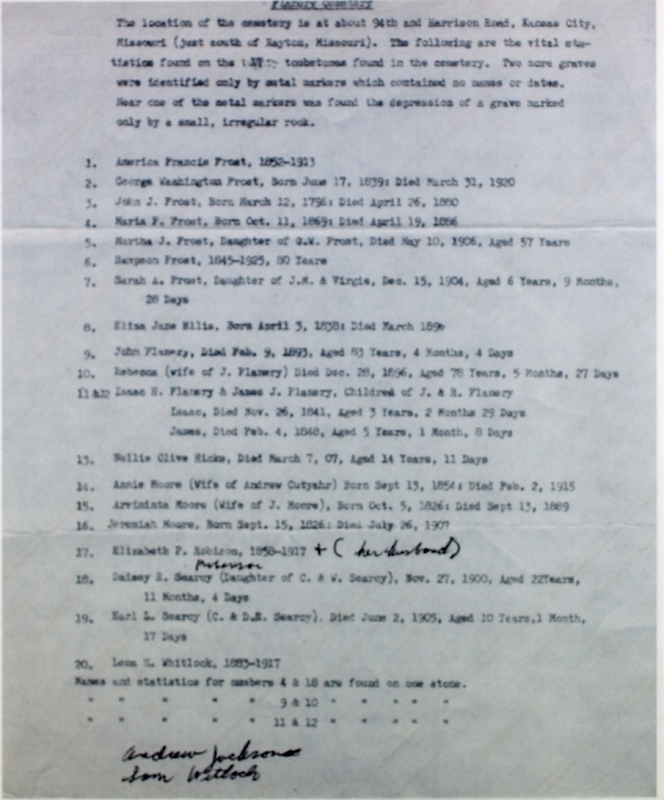 Flanery Cemetery
The location of the cemetery is at about 94th and Harrison Road, Kansas City,
Missouri (just south of Rayton, Missouri). The following are the vital sta-
tistics found on the tombstones found in the cemetery. Two more graves
were identified only by metal markers which contained no names or dates.
Near one of the metal markers was found the depression of a grave marked
only by a small, irregular rock.
1. America Francis Frost, 1852-1913
2. George Washington Frost, Born June 17, 1839: Died March 31, 1920
3. John J. Frost, Born March 12, 1796: Died April 26, 1880
4. Maria F. Frost, Born Oct. 11, 1869: Died April 19, 1886
5. Martha J. Frost, Daughter of G.W. Frost, Died May 10, 1906, Aged 57 Years
6. Sampson Frost, 1845-1925, 80 Years
7. Sarah A. Frost, Daughter of J.M. & Virgie, Dec. 15, 1904, Aged 6 Years, 9 Months,
28 Days
8. Eliza Jane Ellis, Born April 3, 1838: Died March 1896
9. John Flanery, Died Feb. 9, 1893, Aged 83 Years, 4 Months, 4 Days
10. Rebecca (wife of J. Flanery) Died Dec. 28, 1896, Aged 78 Years, 5 Months, 27 Days
11 &12 Isaac H. Flanery & James J. Flanery, Children of J. & R. Flanery
Isaac, Died Nov. 26, 1841, Aged 3 Years, 2 Months 29 Days
James, Died Feb. 4, 1848, Aged 5 Years, 1 Month, 8 Days
13. Nellie Olive Hicks, Died March 7, 07, Aged 14 Years, 11 Days
14. Annie Moore (Wife of Andrew Cutyahr) Born Sept 13, 1854: Died Feb. 2, 1915
15. Arviminta Moore (Wife of J. Moore), Born Oct. 5, 1826: Died Sept 13, 1889
16. Jeremiah Moore, Born Sept. 15, 1826: Died July 26, 1907
17. Elizabeth P. Robison, 1858-1917 + (her husband)
18. Daisey E. Searcy (Daughter of C. & W. Searcy), Nov. 27, 1900, Aged 22Years,
11 Months, 4 Days
19. Earl L. Searcy (C. & D.E. Searcy). Died June 2, 1905, Aged 10 Years,1 Month,
17 Days
20. Lena H. Whitlock, 1883-1917
Names and statistics for numbers 4 & 18 are found on one stone.
" " " " 9 & 10 " " " " "
" " " " 11 & 12 " " " " "
Andrew Jackson
Sam Witloch